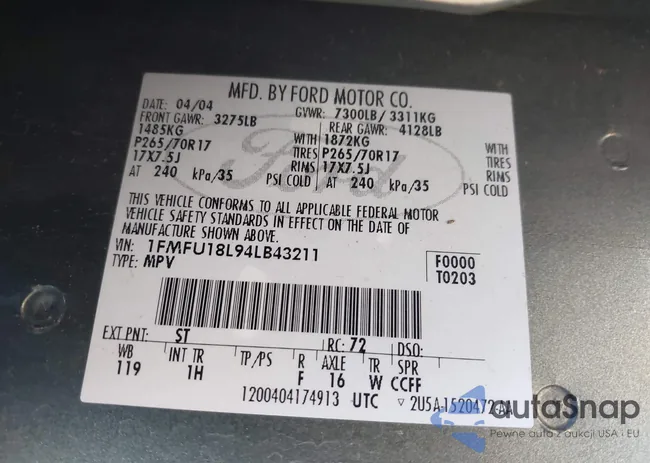 MFD. BY FORD MOTOR CO.
DATE: 04/04 GVWR: 7300LB/ 3311KG
FRONT GAWR: 3275LB REAR GAWR: 4128LB
1485KG WITH 1872KG WITH
P265/70R17 TIRES P265/70R17 TIRES
17X7.5J RIMS 17X7.5J RIMS
AT 240 kPa/35 PSI COLD AT 240 kPa/35 PSI COLD
Ford
THIS VEHICLE CONFORMS TO ALL APPLICABLE FEDERAL MOTOR
VEHICLE SAFETY STANDARDS IN EFFECT ON THE DATE OF
MANUFACTURE SHOWN ABOVE.
VIN: 1FMFU18L94LB43211 F0000
TYPE: MPV T0203
EXT PNT: ST RC: 72 DSO:
WB INT TR TP/PS R AXLE TR SPR
119 1H F 16 W CCFF
1200404174913 UTC ▽ 2U5A-1520472-AA
autoSnap
Pewne auta z aukcji USA i EU